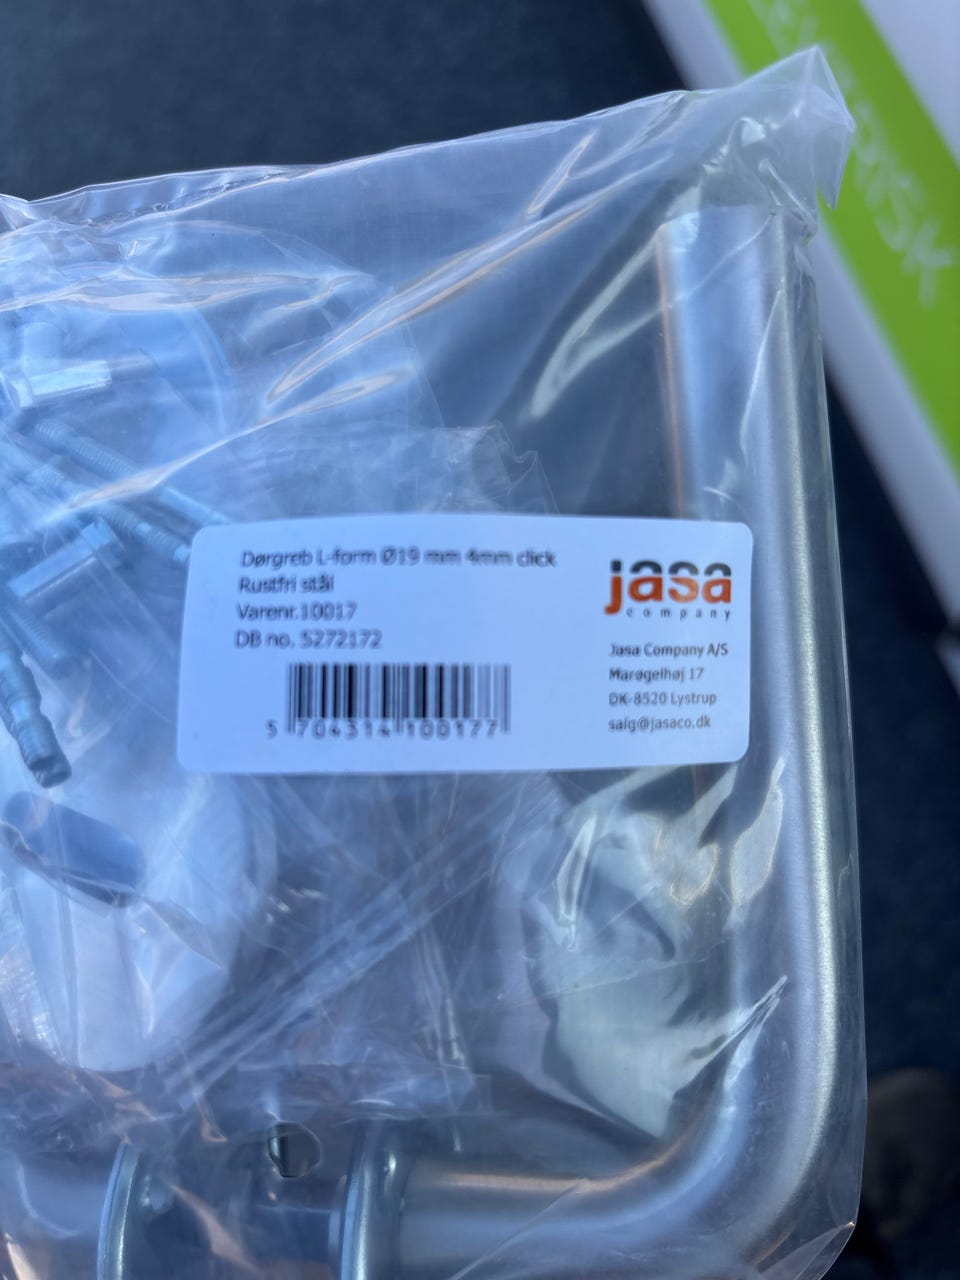 Dørgreb L-form Ø19 mm 4mm click
Rustfri stål
Varenr.10017
DB no. 5272172
5 704314 100177
jasa
company
Jasa Company A/S
Marøgelhøj 17
DK-8520 Lystrup
salg@jasaco.dk